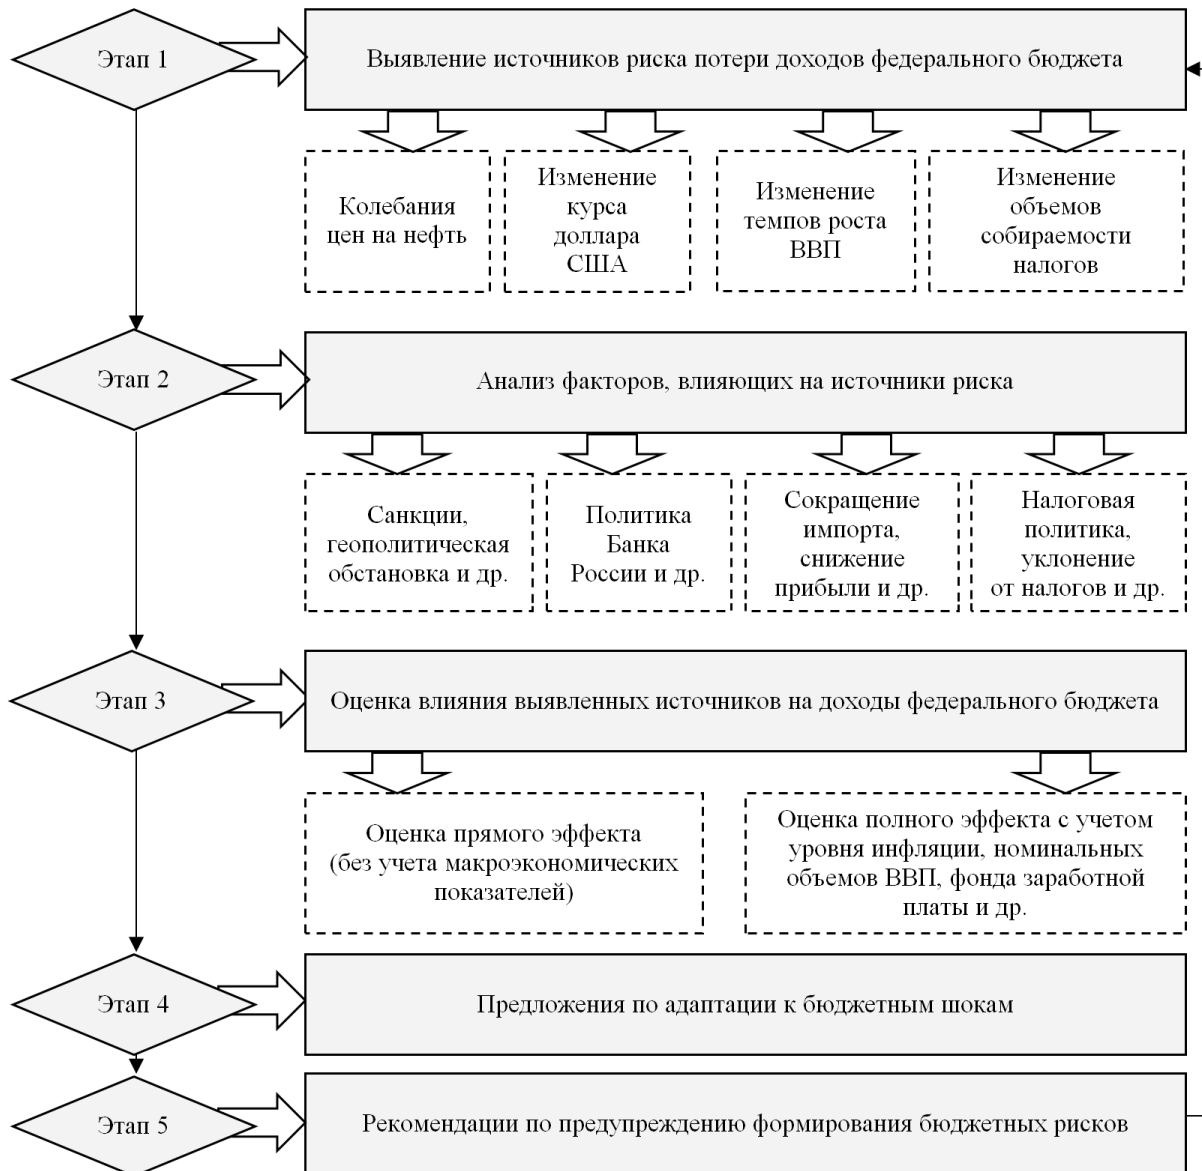 Этап 1
Выявление источников риска потери доходов федерального бюджета
Колебания
цен на нефть
Изменение
курса
доллара
США
Изменение
темпов роста
ВВП
Изменение
объемов
собираемости
налогов
Этап 2
Анализ факторов, влияющих на источники риска
Санкции,
геополитическая
обстановка и др.
Политика
Банка
России и др.
Сокращение
импорта,
снижение
прибыли и др.
Налоговая
политика,
уклонение
от налогов и др.
Этап 3
Оценка влияния выявленных источников на доходы федерального бюджета
Оценка прямого эффекта
(без учета макроэкономических
показателей)
Оценка полного эффекта с учетом
уровня инфляции, номинальных
объемов ВВП, фонда заработной
платы и др.
Этап 4
Предложения по адаптации к бюджетным шокам
Этап 5
Рекомендации по предупреждению формирования бюджетных рисков